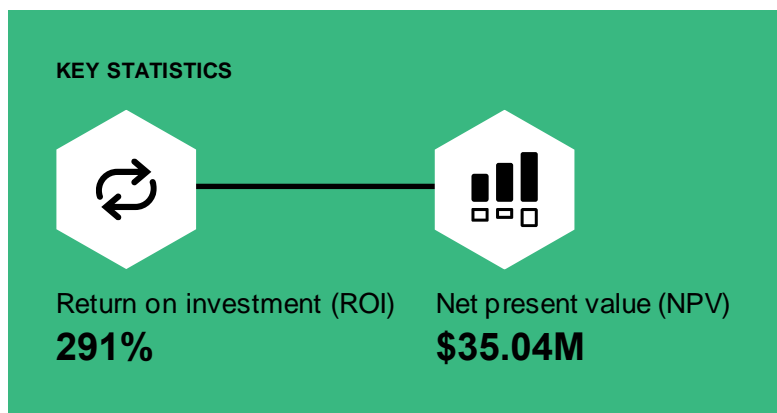 KEY STATISTICS
Return on investment (ROI)
291%
Net present value (NPV)
$35.04M